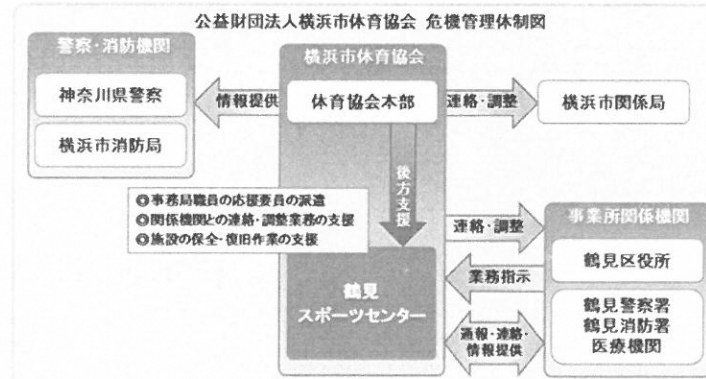 公益財団法人横浜市体育協会 危機管理体制図
警察・消防機関
神奈川県警察
横浜市消防局
情報提供
横浜市体育協会
体育協会本部
連絡・調整
横浜市関係局
後方支援
◎事務局職員の応援委員の派遣
◎関係機関との連絡・調整業務の支援
◎施設の保全・復旧作業の支援
鶴見
スポーツセンター
連絡・調整
業務指示
通報・連絡・
情報提供
事業所関係機関
鶴見区役所
鶴見警察署
鶴見消防署
医療機関